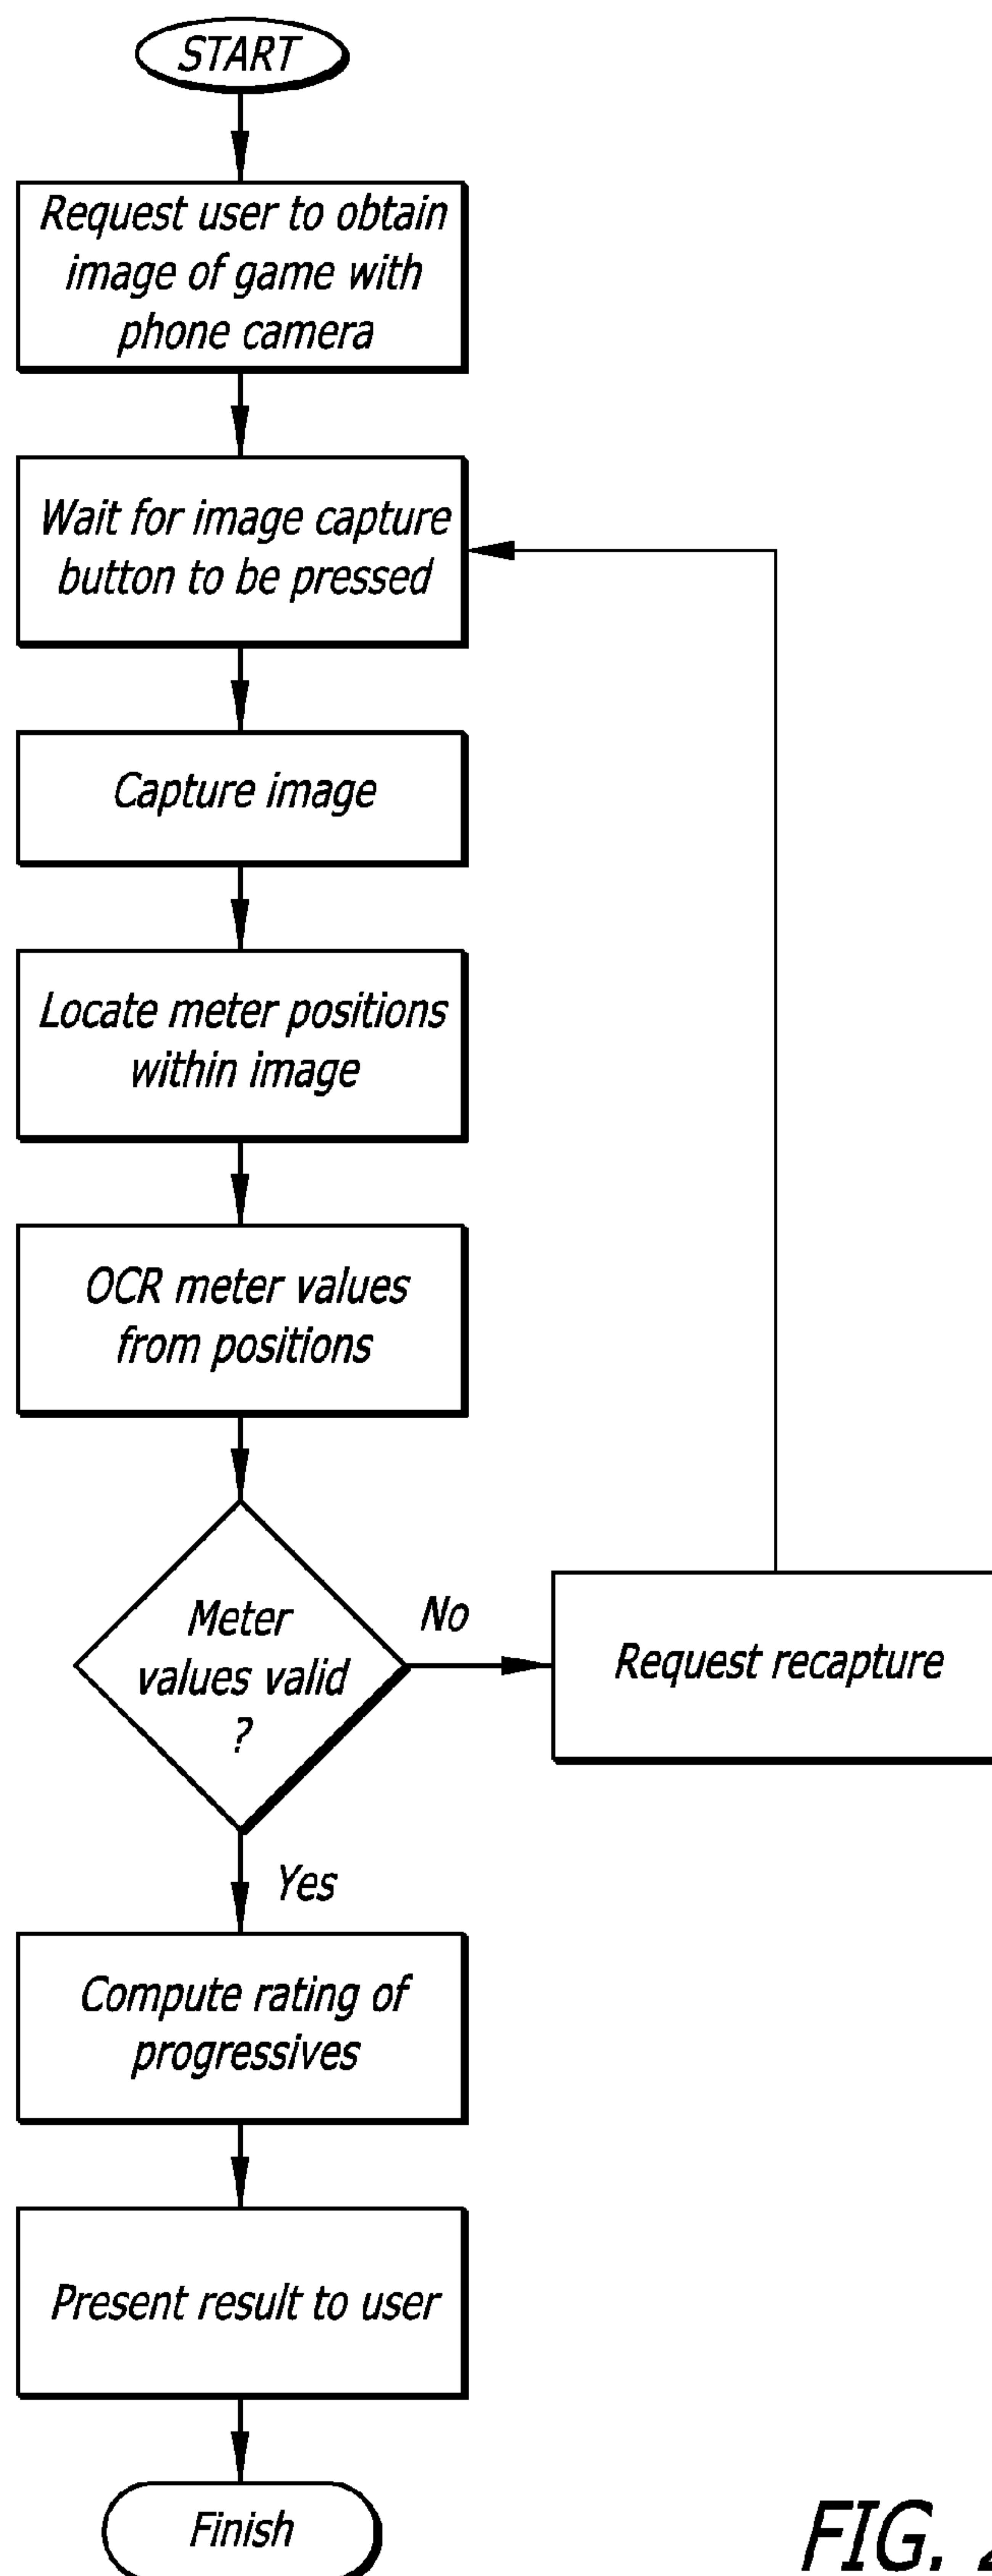 START
Request user to obtain
image of game with
phone camera
Wait for image capture
button to be pressed
Capture image
Locate meter positions
within image
OCR meter values
from positions
Meter
values valid
?
No
Request recapture
Yes
Compute rating of
progressives
Present result to user
Finish
FIG.